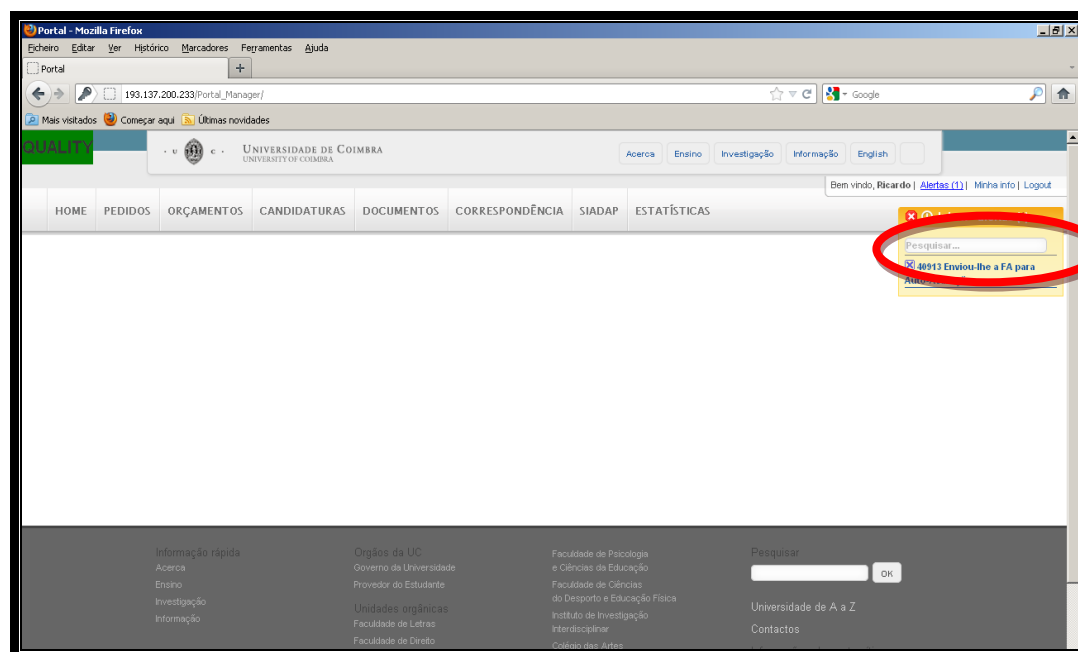 Portal - Mozilla Firefox
Ficheiro Editar Ver Histórico Marcadores Ferramentas Ajuda
Portal
193.137.200.233/Portal_Manager/
Google
Mais visitados Começar aqui Últimas novidades
QUALITY
· U C · UNIVERSIDADE DE COIMBRA
UNIVERSITY OF COIMBRA
Acerca Ensino Investigação Informação English
Bem vindo, Ricardo | Alertas (1) | Minha info | Logout
HOME PEDIDOS ORÇAMENTOS CANDIDATURAS DOCUMENTOS CORRESPONDÊNCIA SIADAP ESTATÍSTICAS
Pesquisar...
40913 Enviou-lhe a FA para
Informação rápida
Acerca
Ensino
Investigação
Informação
Orgãos da UC
Governo da Universidade
Provedor do Estudante
Unidades orgânicas
Faculdade de Letras
Faculdade de Direito
Faculdade de Psicologia
e Ciências da Educação
Faculdade de Ciências
do Desporto e Educação Física
Instituto de Investigação
Interdisciplinar
Colégio das Artes
Pesquisar
OK
Universidade de A a Z
Contactos